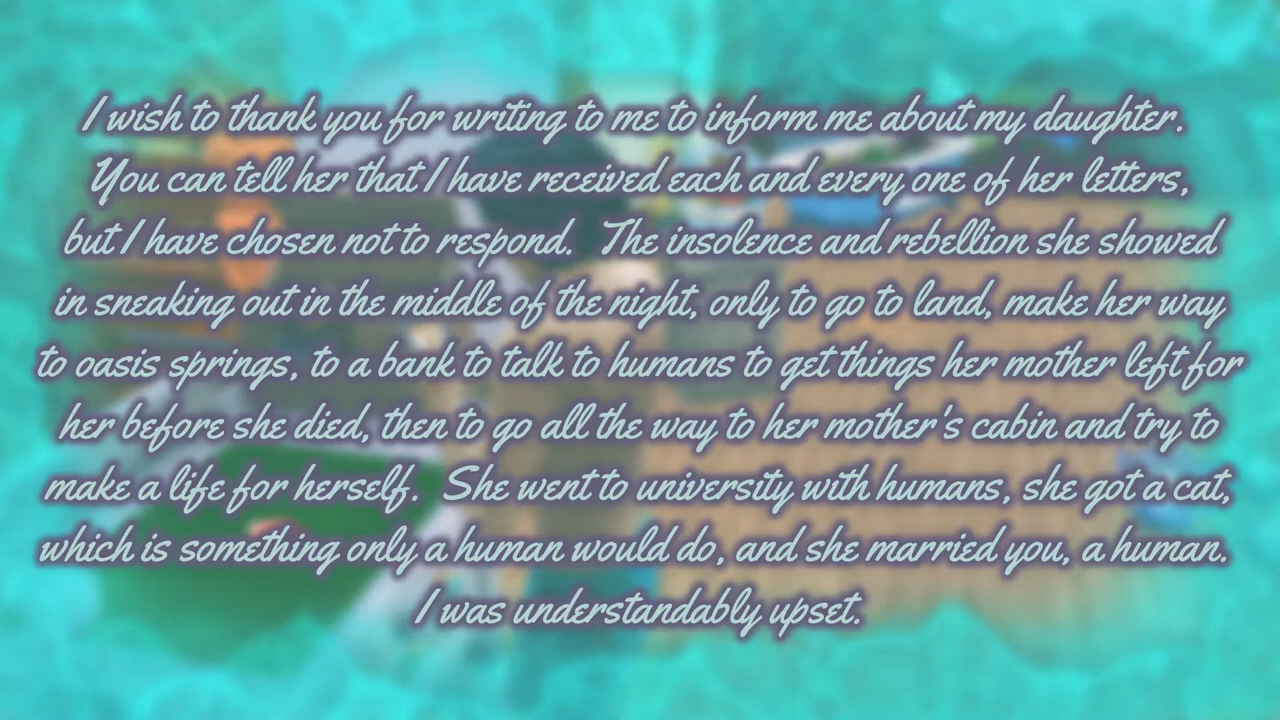 I wish to thank you for writing to me to inform me about my daughter.
You can tell her that I have received each and every one of her letters,
but I have chosen not to respond.  The insolence and rebellion she showed
in sneaking out in the middle of the night, only to go to land, make her way
to oasis springs, to a bank to talk to humans to get things her mother left for
her before she died, then to go all the way to her mother's cabin and try to
make a life for herself.  She went to university with humans, she got a cat,
which is something only a human would do, and she married you, a human.
I was understandably upset.